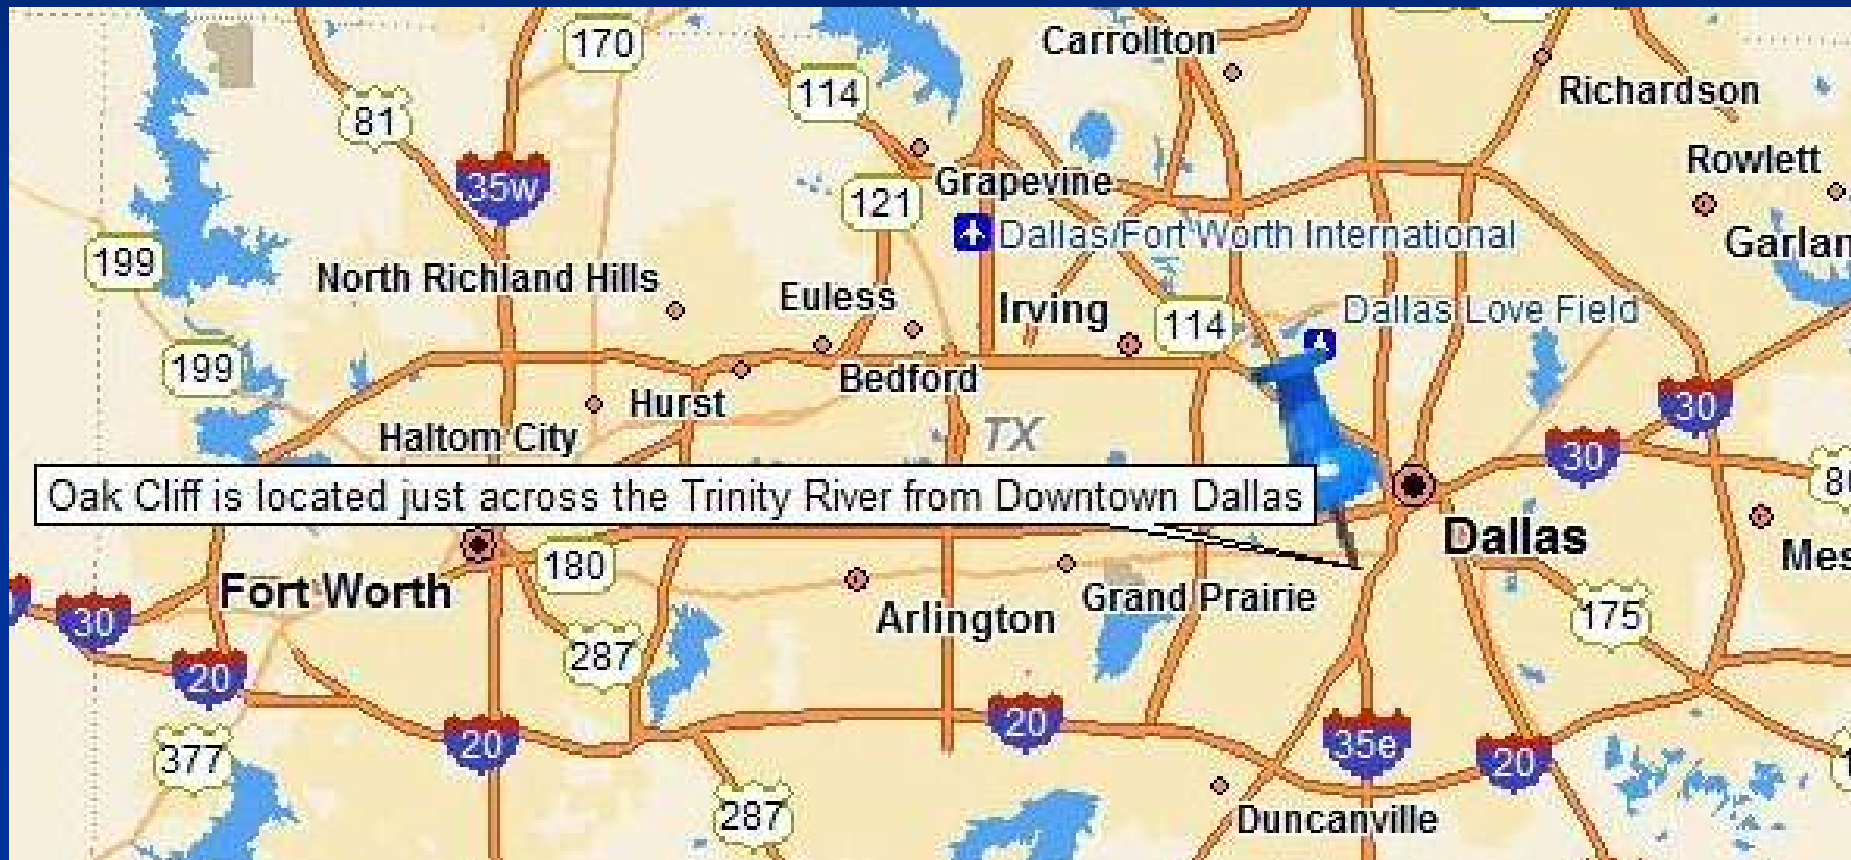 170
Carrollton
114
Richardson
81
Rowlett
35w
Grapevine
121
Dallas/Fort Worth International
199
North Richland Hills
Euless
Irving
114
Dallas Love Field
199
Bedford
Hurst
30
Haltom City
TX
30
Oak Cliff is located just across the Trinity River from Downtown Dallas
Dallas
180
Fort Worth
Grand Prairie
Arlington
175
30
287
20
20
20
35e
377
20
287
Duncanville